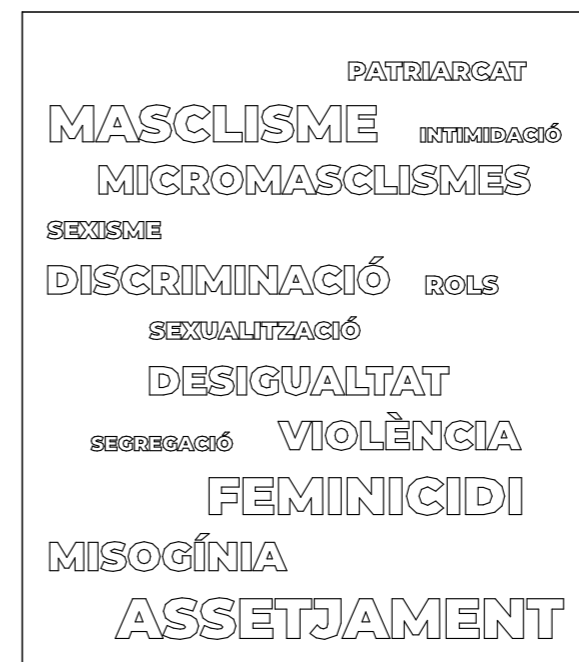 PATRIARCAT
MASCLISME
INTIMIDACIÓ
MICROMASCLISMES
SEXISME
DISCRIMINACIÓ
ROLS
SEXUALITZACIÓ
DESIGUALTAT
SEGREGACIÓ
VIOLÈNCIA
FEMINICIDI
MISOGÍNIA
ASSETJAMENT